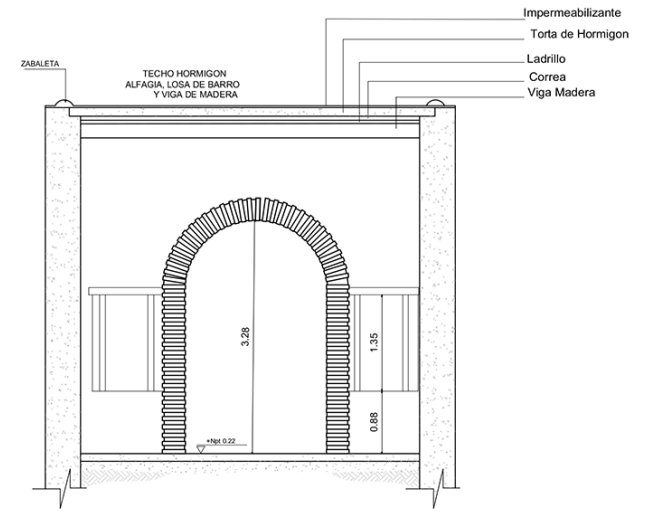 Impermeabilizante
Torta de Hormigon
Ladrillo
Correa
Viga Madera
ZABALETA
TECHO HORMIGON
ALFAGIA, LOSA DE BARRO
Y VIGA DE MADERA
3.28
1.35
0.88
+Npt 0.22